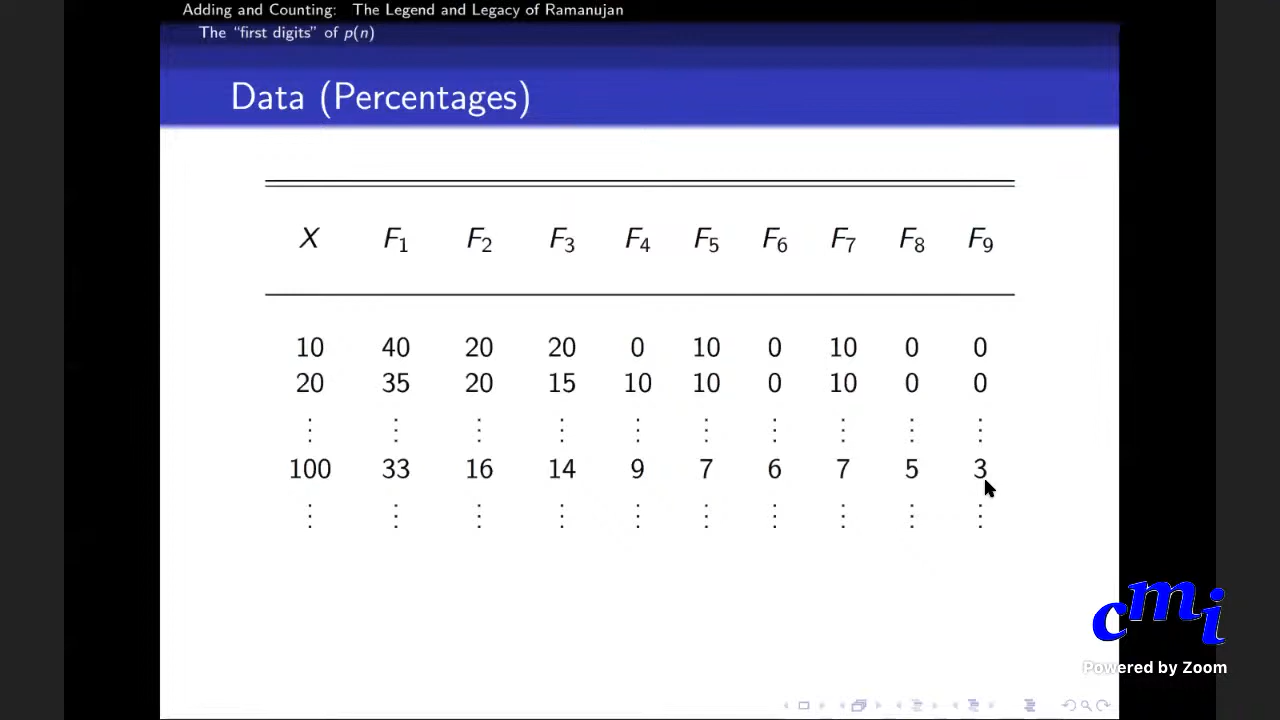 Adding and Counting: The Legend and Legacy of Ramanujan
The “first digits” of p(n)
Data (Percentages)
X F₁ F₂ F₃ F₄ F₅ F₆ F₇ F₈ F₉
10 40 20 20 0 10 0 10 0 0
20 35 20 15 10 10 0 10 0 0
⋮ ⋮ ⋮ ⋮ ⋮ ⋮ ⋮ ⋮ ⋮ ⋮
100 33 16 14 9 7 6 7 5 3
⋮ ⋮ ⋮ ⋮ ⋮ ⋮ ⋮ ⋮ ⋮ ⋮
cmi
Powered by Zoom